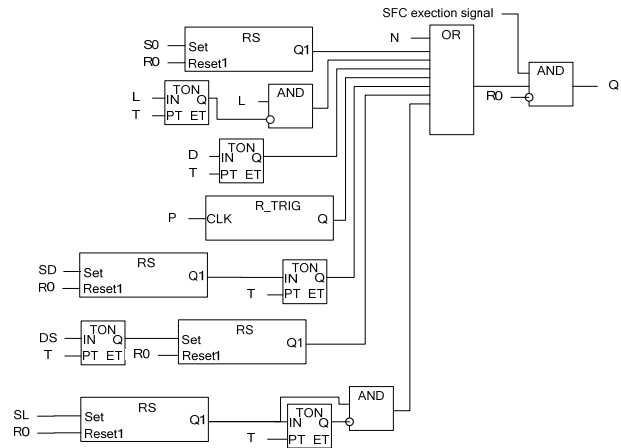 SFC exection signal
N
OR
S0
Set
RS
Q1
R0
Reset1
AND
R0
Q
L
TON
IN
Q
T
PT
ET
L
AND
D
TON
IN
Q
T
PT
ET
P
CLK
R_TRIG
Q
SD
Set
RS
Q1
R0
Reset1
TON
IN
Q
T
PT
ET
DS
TON
IN
Q
T
PT
ET
Set
RS
Q1
R0
Reset1
SL
Set
RS
Q1
R0
Reset1
TON
IN
Q
T
PT
ET
AND